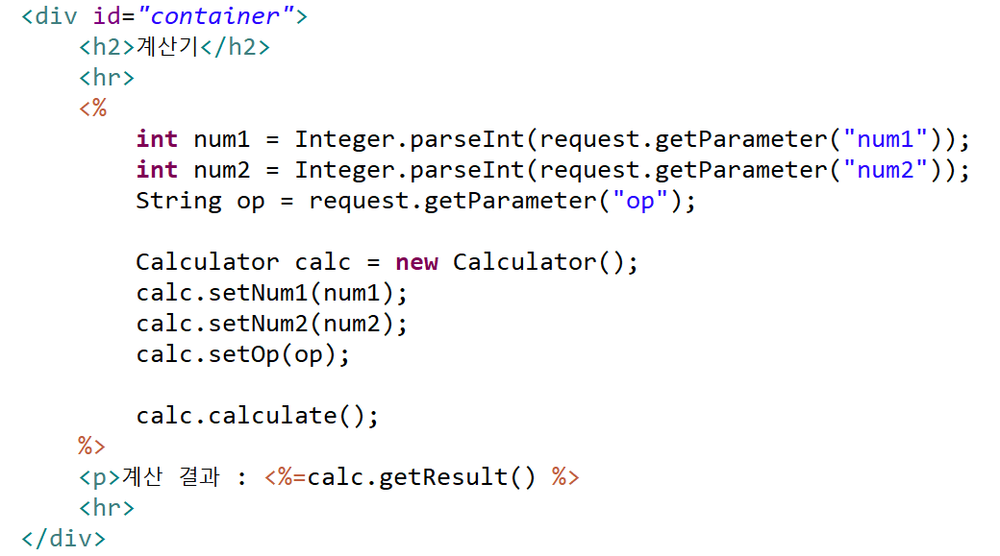 <div id="container">
    <h2>계산기</h2>
    <hr>
    <%
        int num1 = Integer.parseInt(request.getParameter("num1"));
        int num2 = Integer.parseInt(request.getParameter("num2"));
        String op = request.getParameter("op");

        Calculator calc = new Calculator();
        calc.setNum1(num1);
        calc.setNum2(num2);
        calc.setOp(op);

        calc.calculate();
    %>
    <p>계산 결과 : <%=calc.getResult() %>
    <hr>
</div>